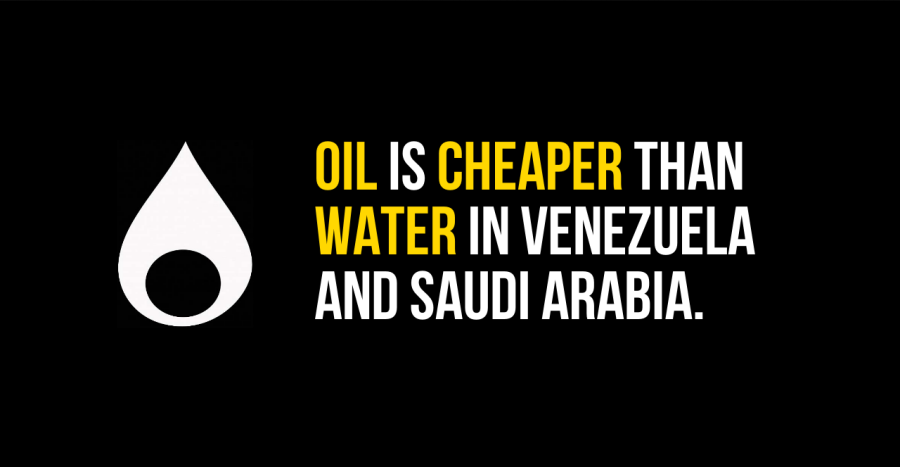 OIL IS CHEAPER THAN
WATER IN VENEZUELA
AND SAUDI ARABIA.